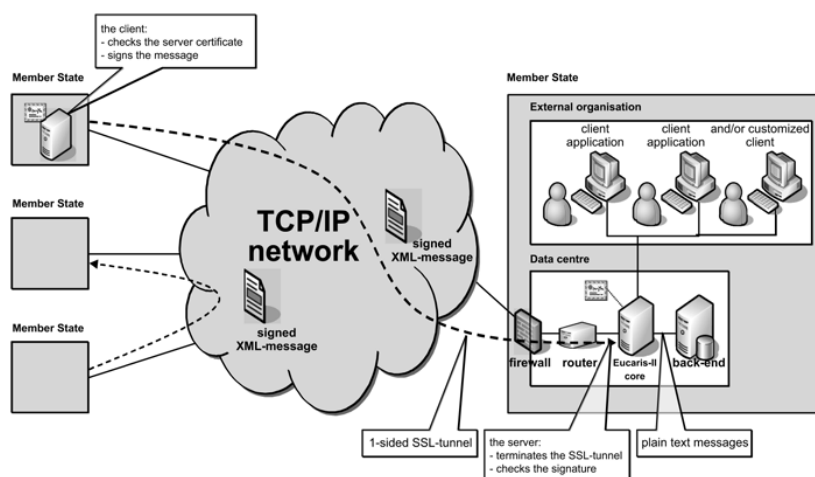 the client:
- checks the server certificate
- signs the message
Member State
Member State
Member State
TCP/IP
network
signed
XML-message
signed
XML-message
Member State
External organisation
client
application
client
application
and/or customized
client
Data centre
firewall
router
Eucaris-II
core
back-end
1-sided SSL-tunnel
the server:
- terminates the SSL-tunnel
- checks the signature
plain text messages